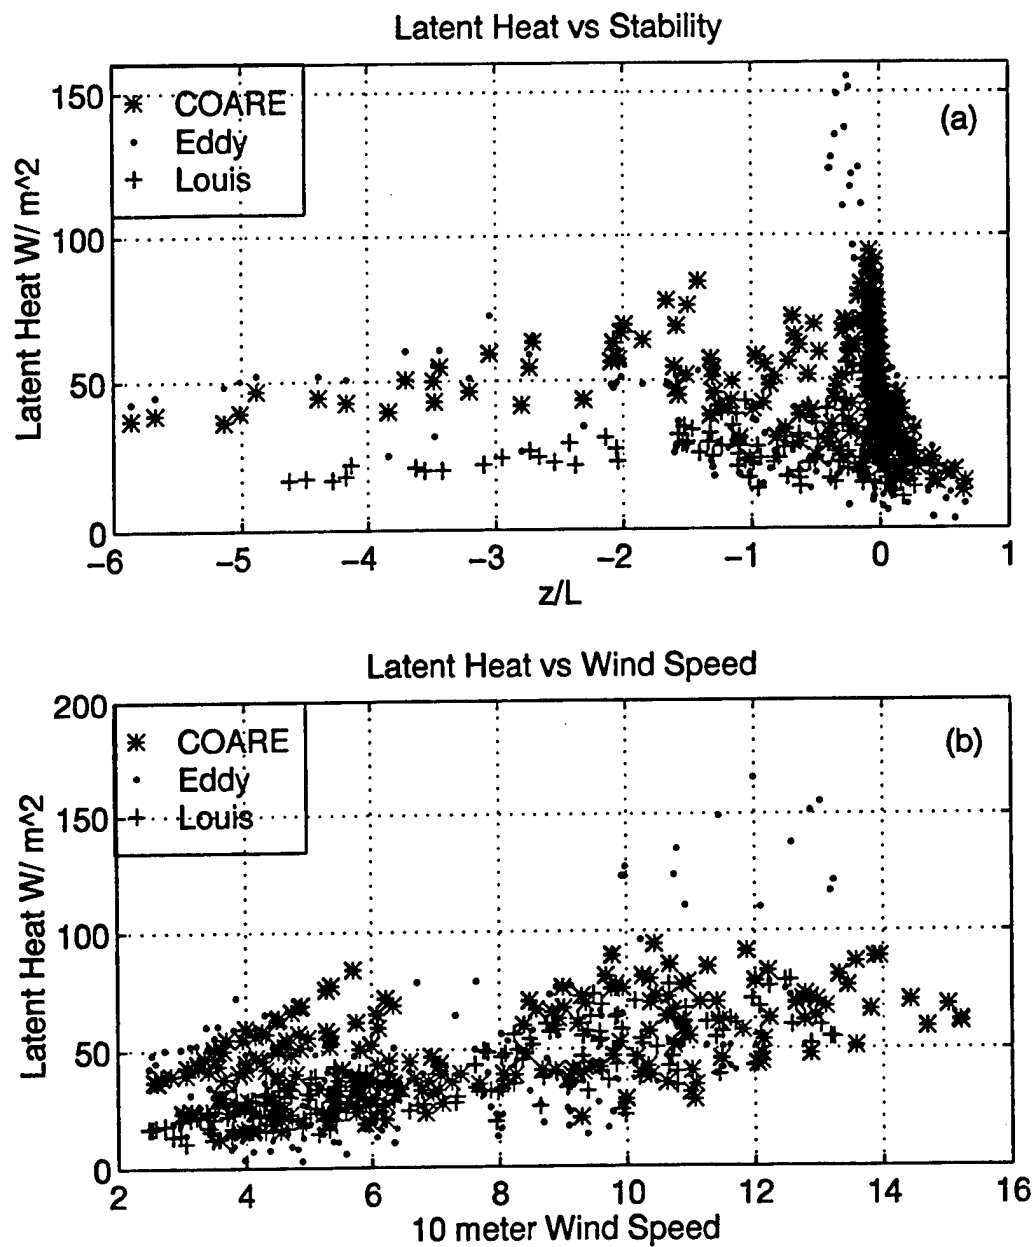 Latent Heat vs Stability
(a)
COARE
Eddy
Louis
Latent Heat W/ m^2
150
100
50
0
−6 −5 −4 −3 −2 −1 0 1
z/L
Latent Heat vs Wind Speed
(b)
COARE
Eddy
Louis
Latent Heat W/ m^2
200
150
100
50
0
2 4 6 8 10 12 14 16
10 meter Wind Speed